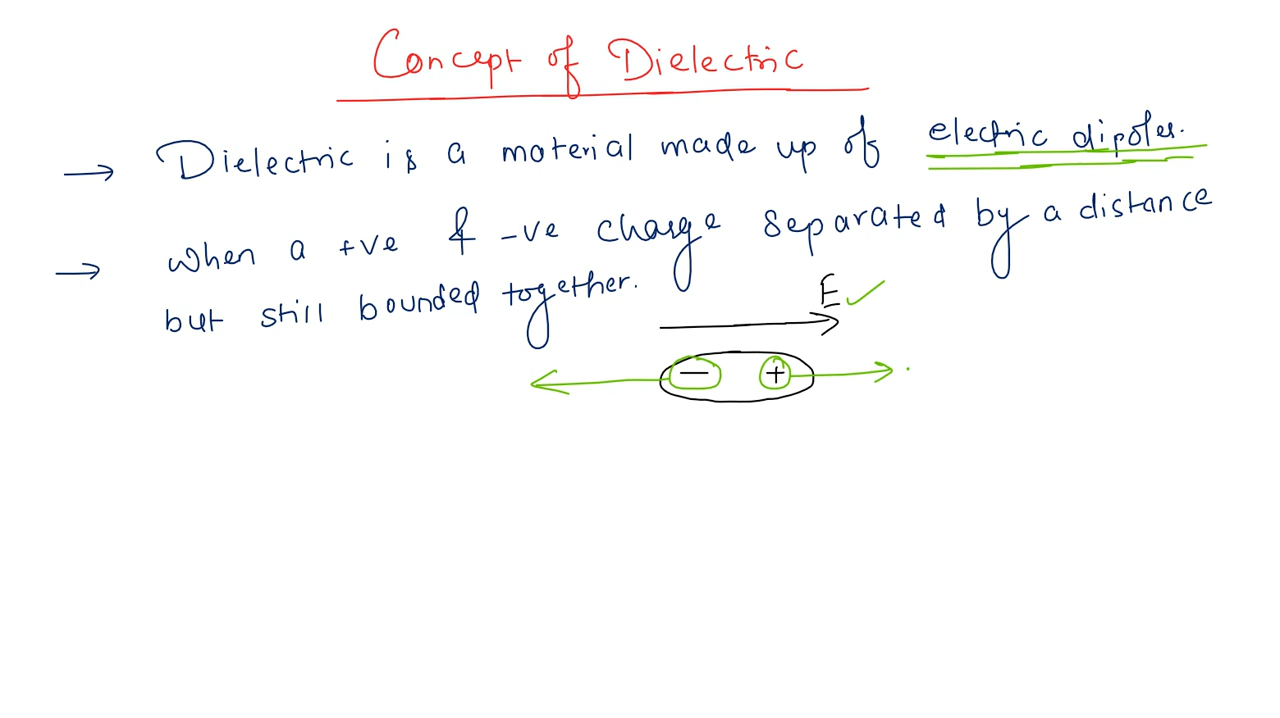 Concept of Dielectric
→ Dielectric is a material made up of electric dipoles.
→ when a +ve & -ve charge separated by a distance
but still bounded together.
E
− +